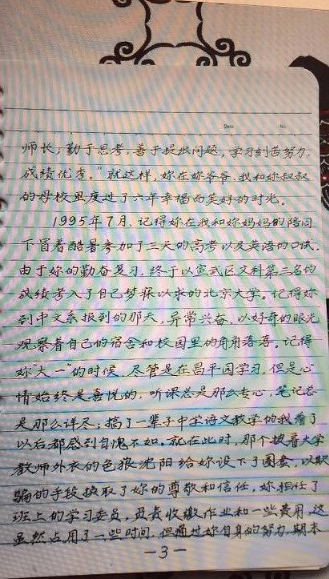 师长,勤于思考,善于提出问题,学习刻苦努力,
成绩优秀。就这样,妳在妳爷爷、我和妳叔叔
的母校里度过了六年幸福而美好的时光。
1995年7月,记得妳在我和妳妈妈的陪同
下冒着酷暑参加了三天的高考以及英语的口试。
由于妳的勤奋复习,终于以宣武区文科第二名的
成绩考入了自己梦寐以求的北京大学。记得妳
到中文系报到的那天,异常兴奋,以好奇的眼光
观察着自己的宿舍和校园里的角角落落。记得
妳“大一”的时候,尽管是在昌平园学习,但是心
情始终是喜悦的,听课总是那么专心,笔记总
是那么详尽,搞了一辈子中学语文教学的我看了
以后都感到自愧不如。就在此时,那个披着大学
教师外衣的色狼沈阳给妳设下了圈套,以欺
骗的手段换取了妳的尊敬和信任。妳担任了
班上的学习委员,负责收缴作业和一些费用,这
虽然占用了一些时间,但通过妳自身的努力,期末
—3—